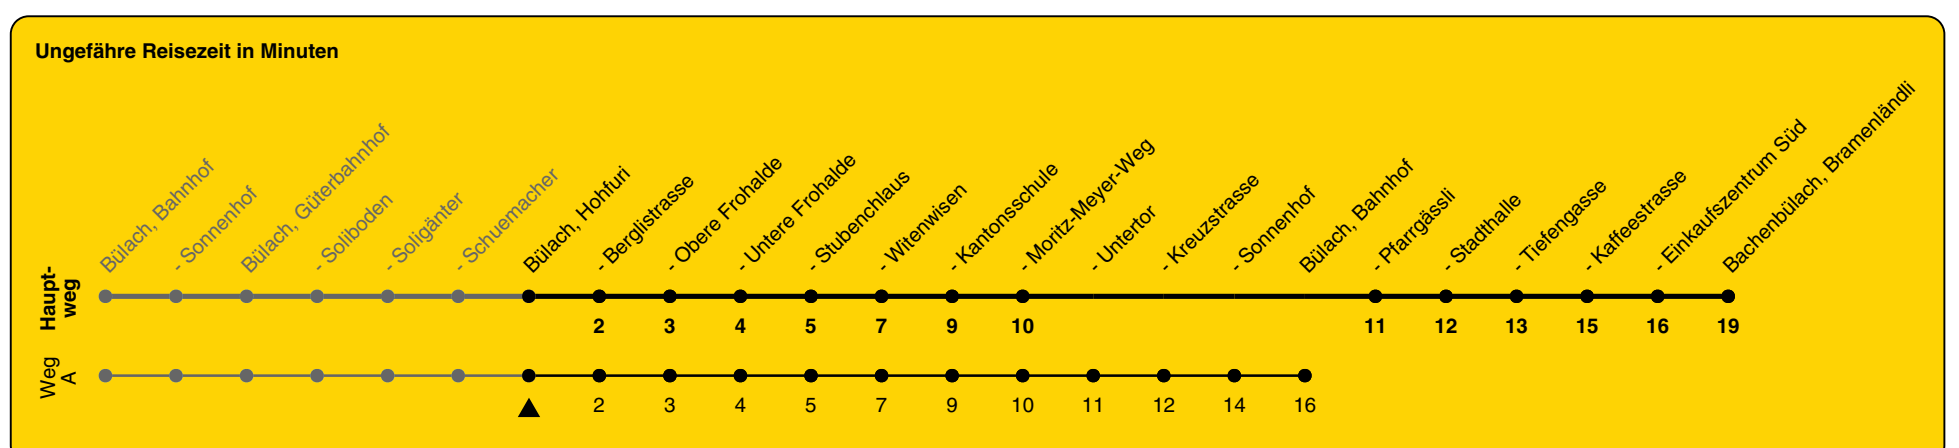 Ungefähre Reisezeit in Minuten
Bülach, Bahnhof
- Sonnenhof
Bülach, Güterbahnhof
- Soliboden
- Soligänter
- Schuemacher
Bülach, Hohfuri
- Berglistrasse
- Obere Frohalde
- Untere Frohalde
- Stubenchlaus
- Witenwisen
- Kantonsschule
- Moritz-Meyer-Weg
- Untertor
- Kreuzstrasse
- Sonnenhof
Bülach, Bahnhof
- Pfarrgässli
- Stadthalle
- Tiefengasse
- Kaffeestrasse
- Einkaufszentrum Süd
Bachenbülach, Bramenländli
Haupt-
weg
2 3 4 5 7 9 10 11 12 13 15 16 19
Weg
A
2 3 4 5 7 9 10 11 12 14 16